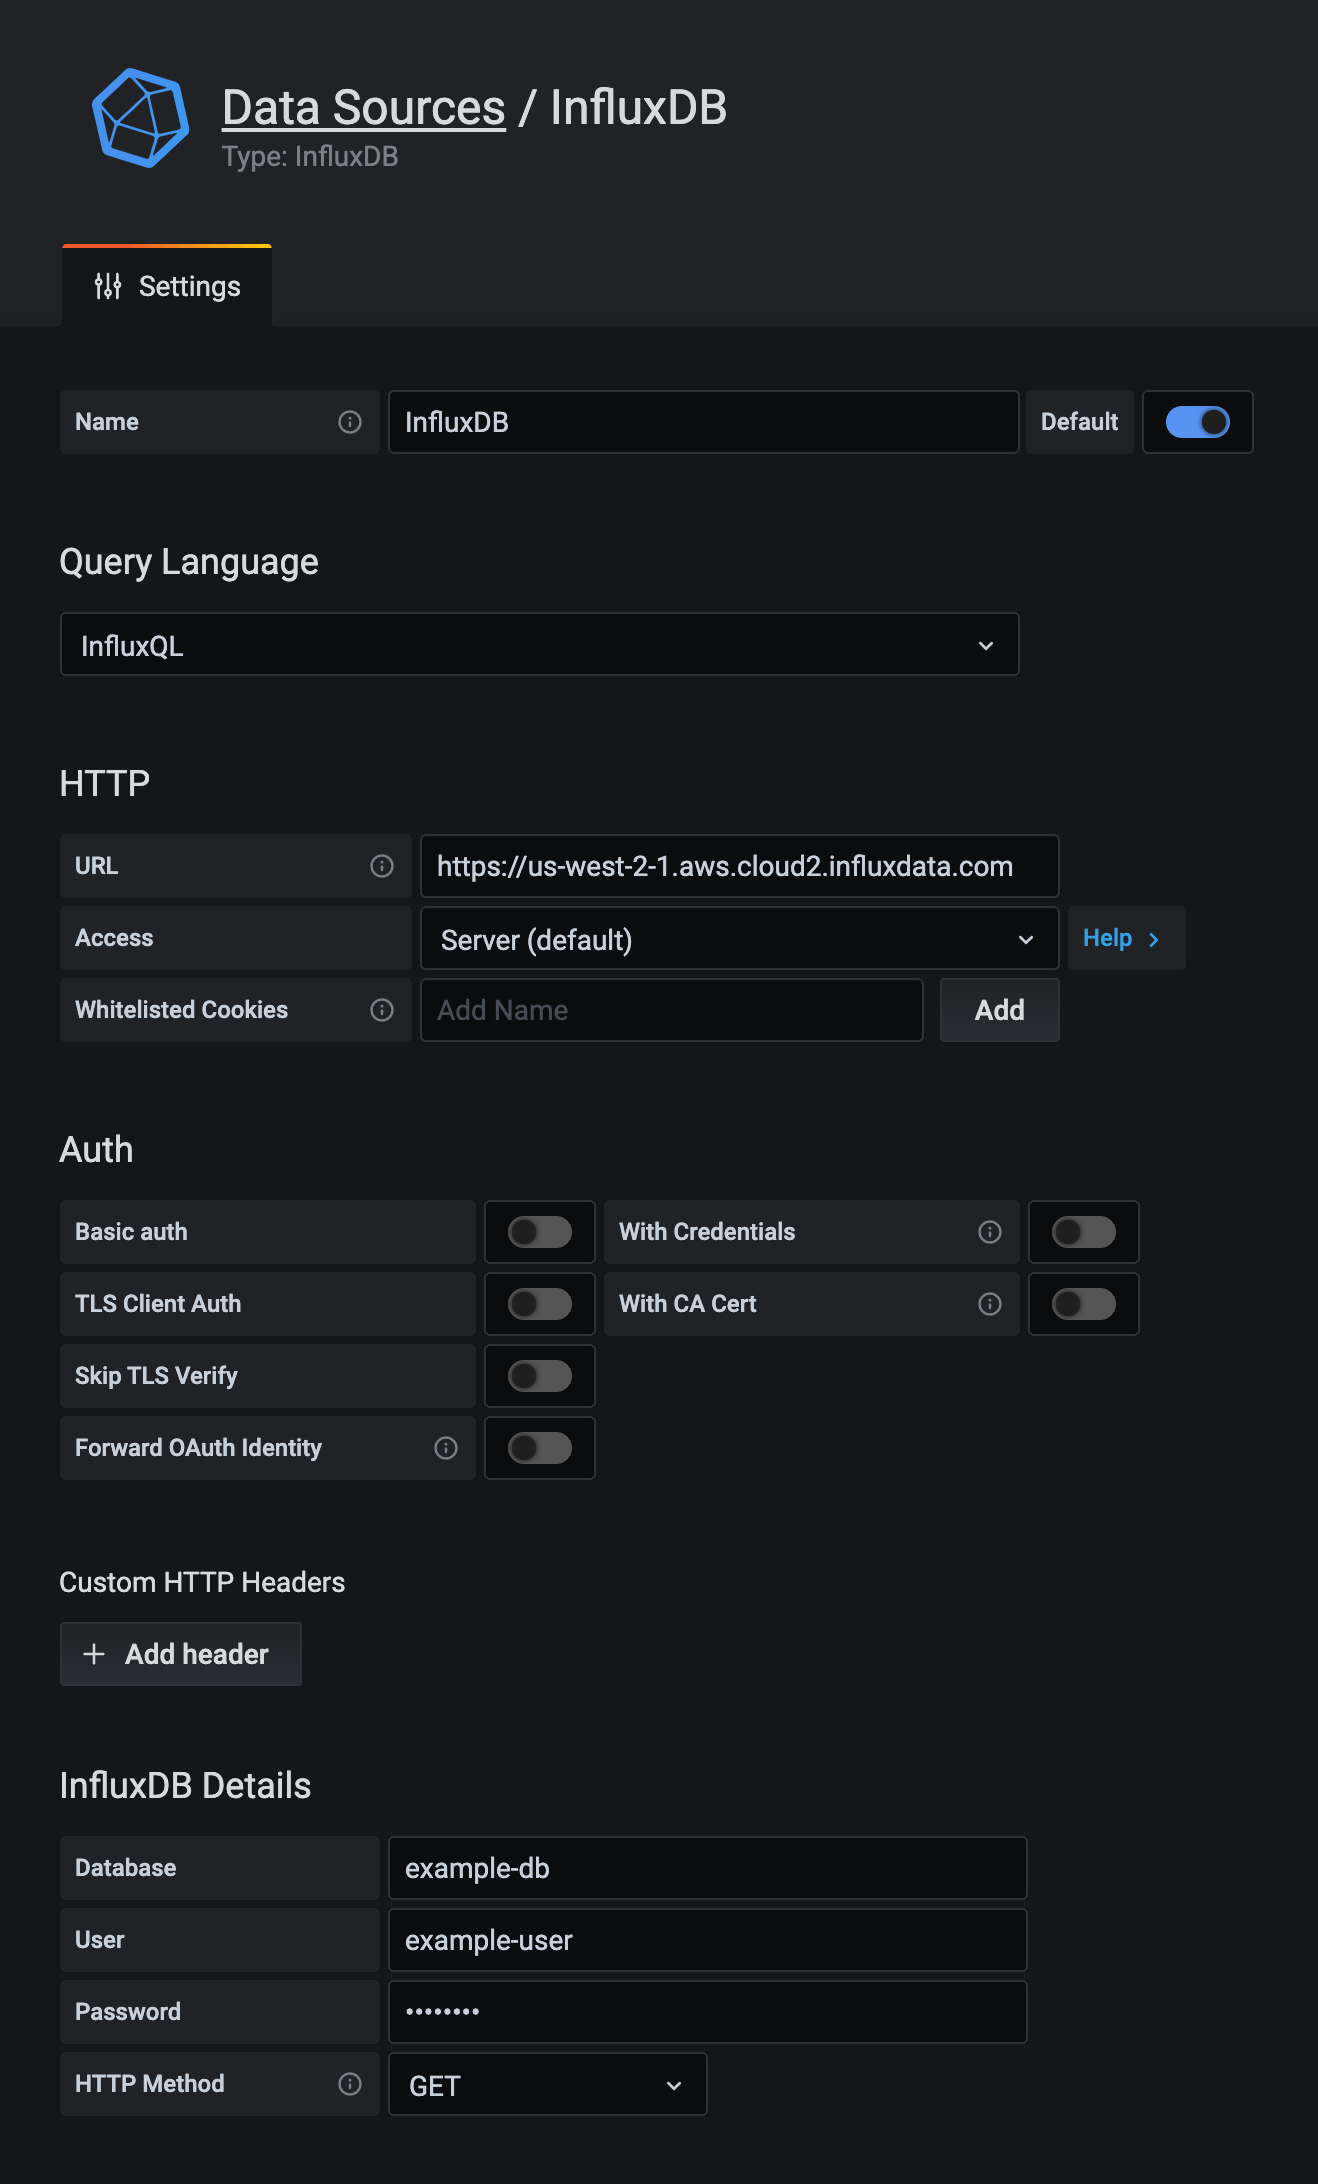 Data Sources / InfluxDB
Type: InfluxDB
Settings
Name InfluxDB Default
Query Language
InfluxQL
HTTP
URL https://us-west-2-1.aws.cloud2.influxdata.com
Access Server (default) Help
Whitelisted Cookies Add Name Add
Auth
Basic auth With Credentials
TLS Client Auth With CA Cert
Skip TLS Verify
Forward OAuth Identity
Custom HTTP Headers
+ Add header
InfluxDB Details
Database example-db
User example-user
Password ••••••••
HTTP Method GET